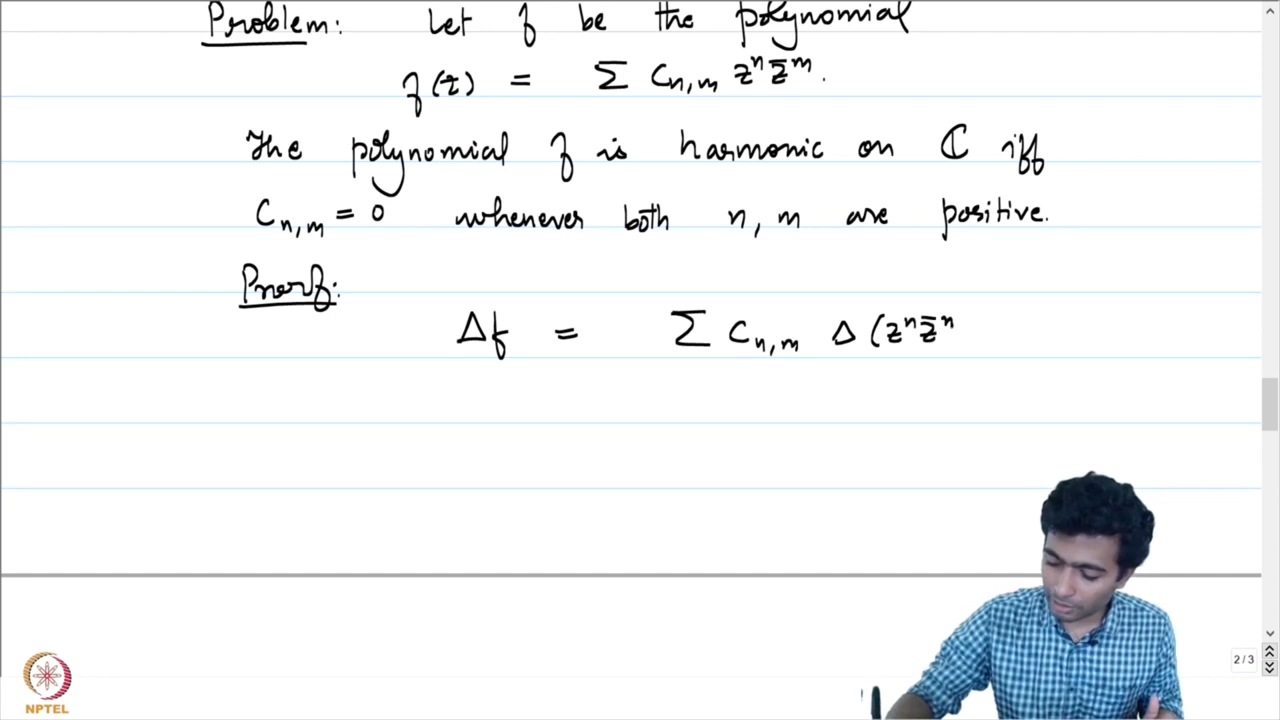 Problem: Let f be the polynomial
f(z) = Σ c_{n,m} z^n z̄^m.
The polynomial f is harmonic on ℂ iff
c_{n,m} = 0 whenever both n, m are positive.
Proof:
Δf = Σ c_{n,m} Δ(z^n z̄^n
2/3
NPTEL